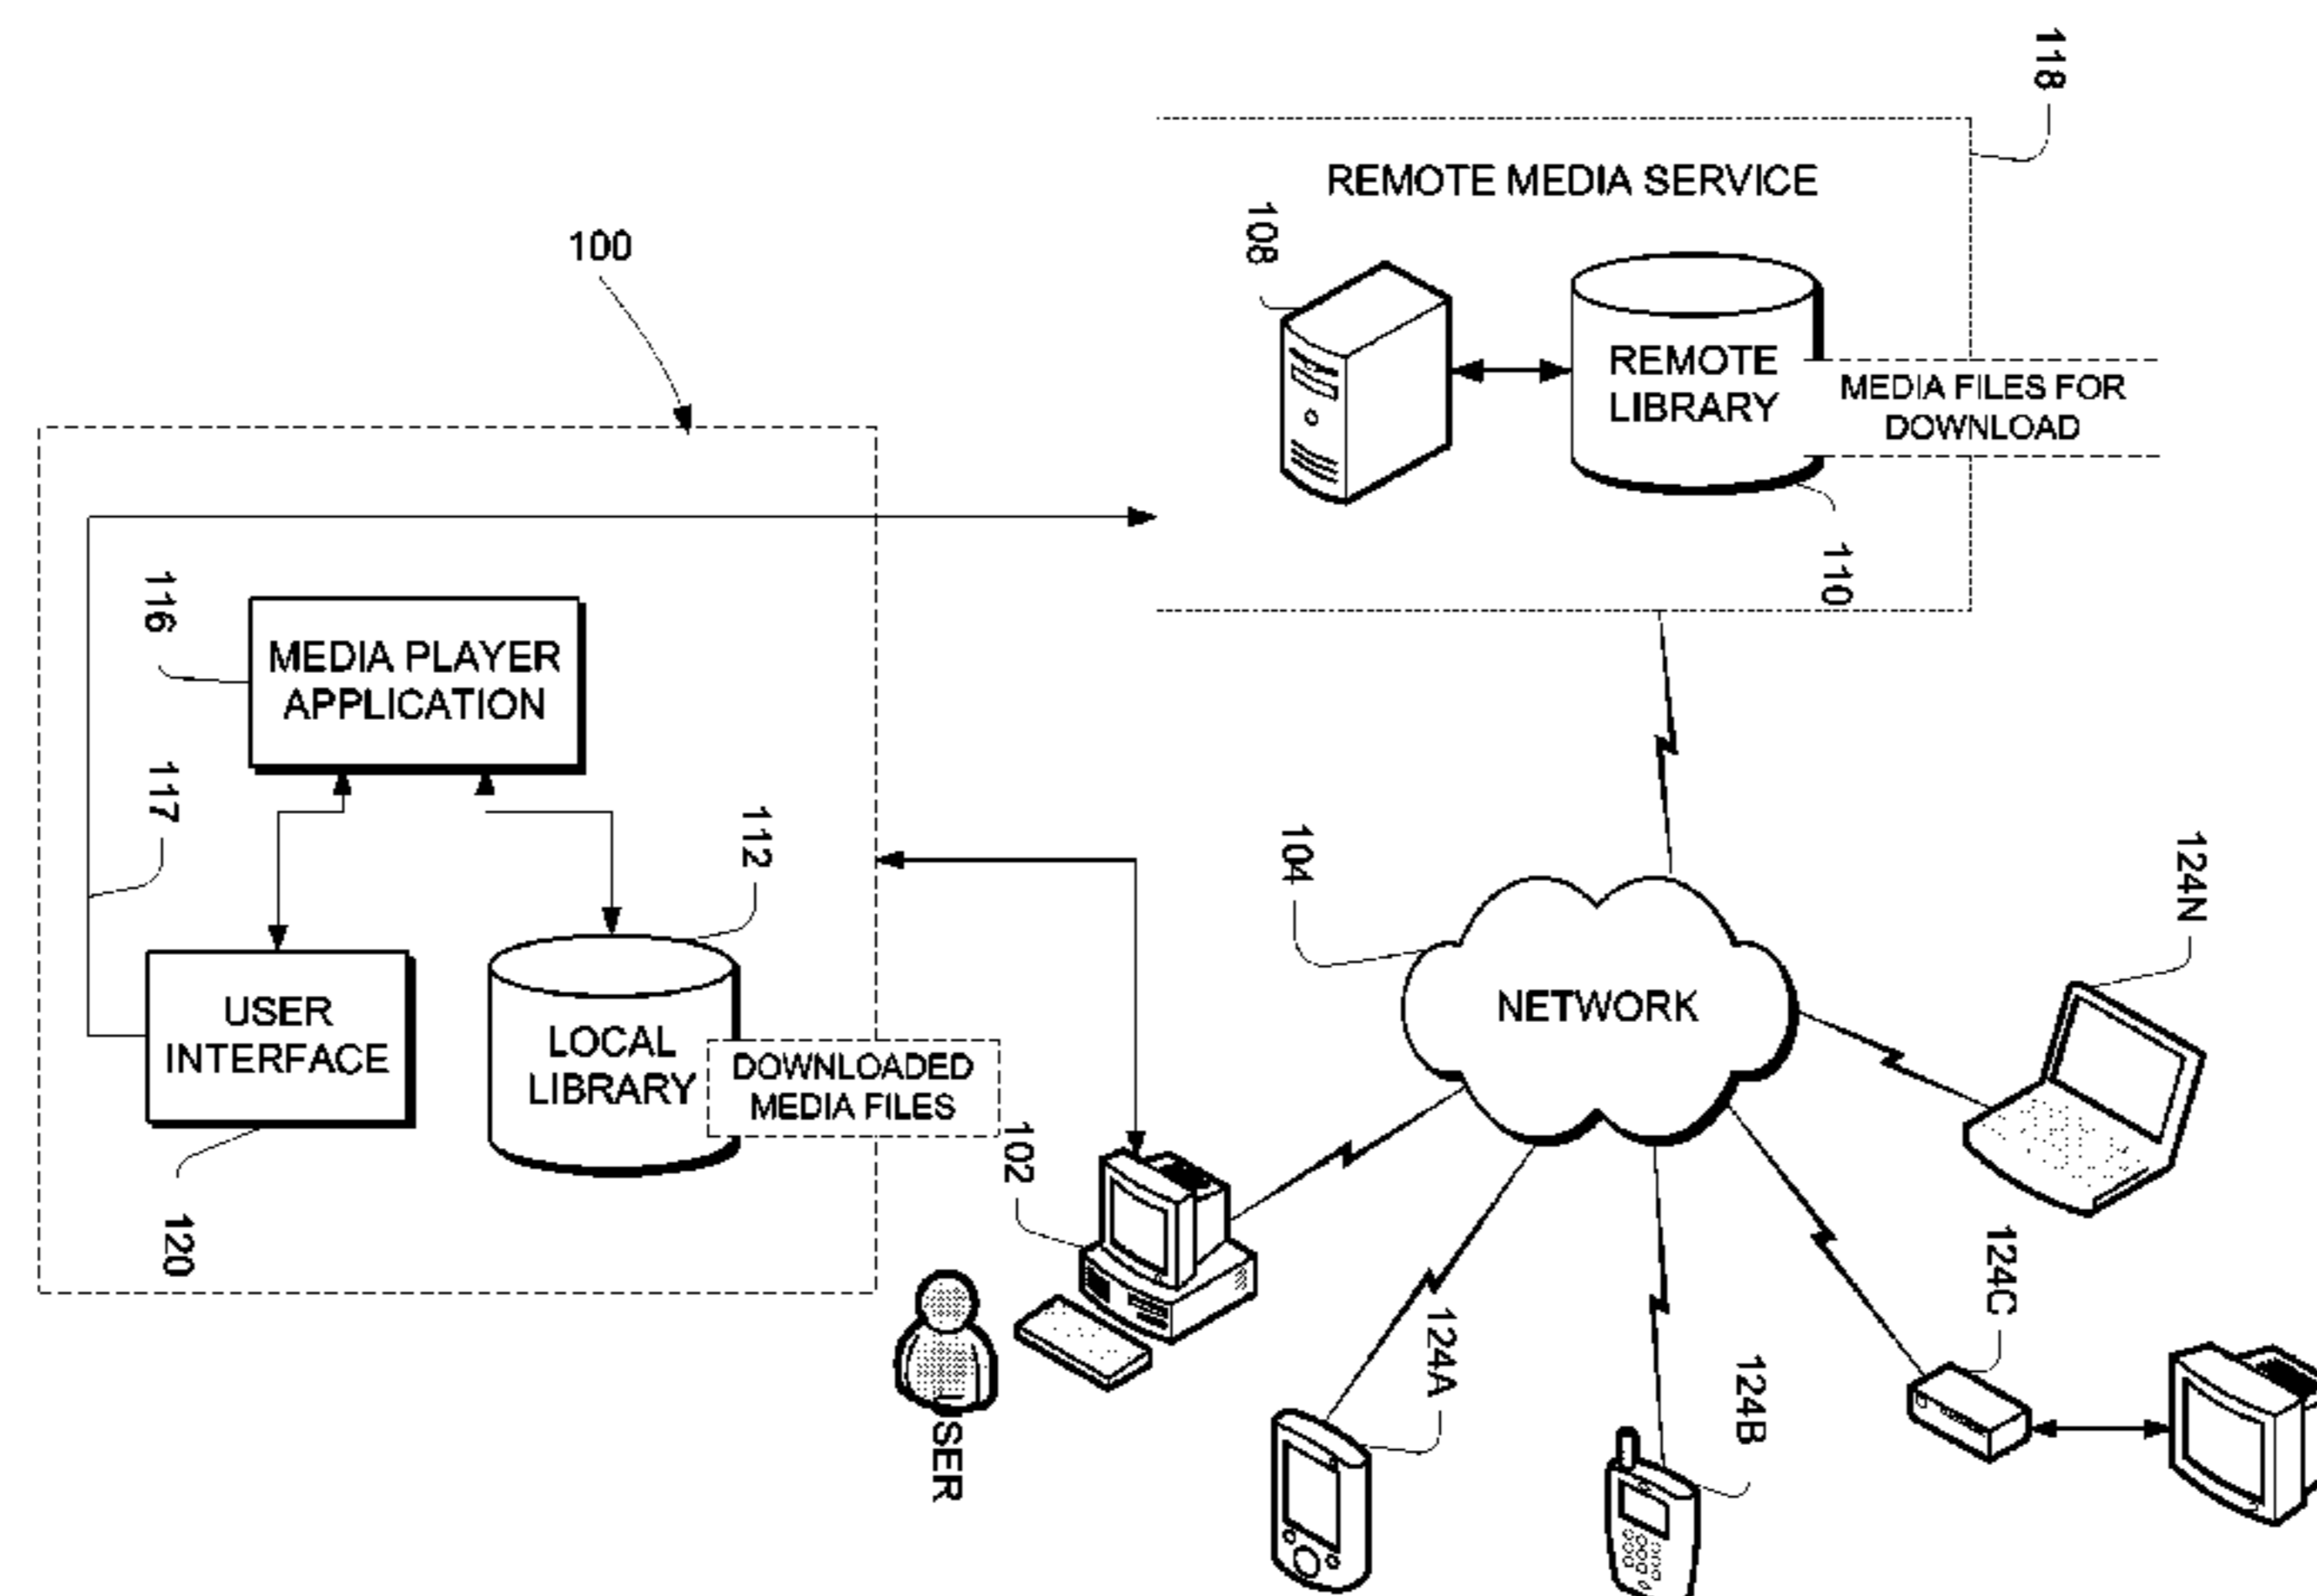 118
REMOTE MEDIA SERVICE
108
100
REMOTE
LIBRARY
MEDIA FILES FOR
DOWNLOAD
110
116
MEDIA PLAYER
APPLICATION
117
112
104
NETWORK
124N
USER
INTERFACE
LOCAL
LIBRARY
DOWNLOADED
MEDIA FILES
102
120
124C
124A
124B
USER